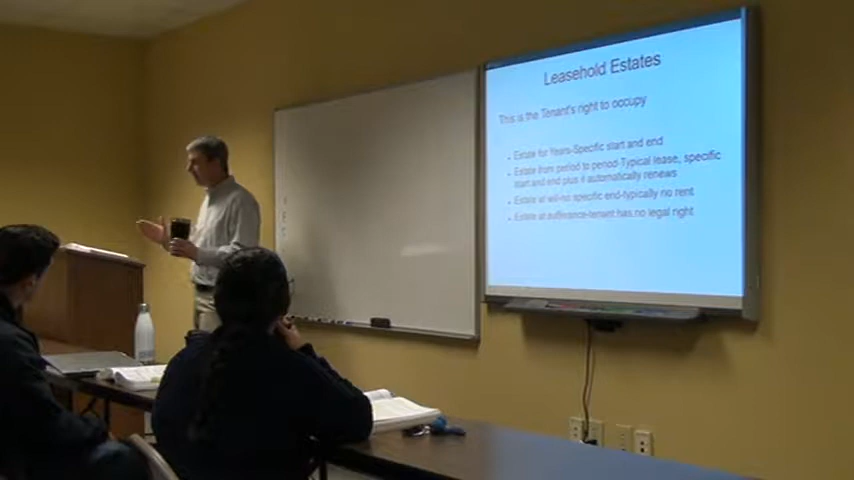 Leasehold Estates
This is the Tenant's right to occupy
• Estate for Years-Specific start and end
• Estate from period to period-Typical lease, specific
start and end plus it automatically renews
• Estate at will-no specific end-typically no rent
• Estate at sufferance-tenant has no legal right